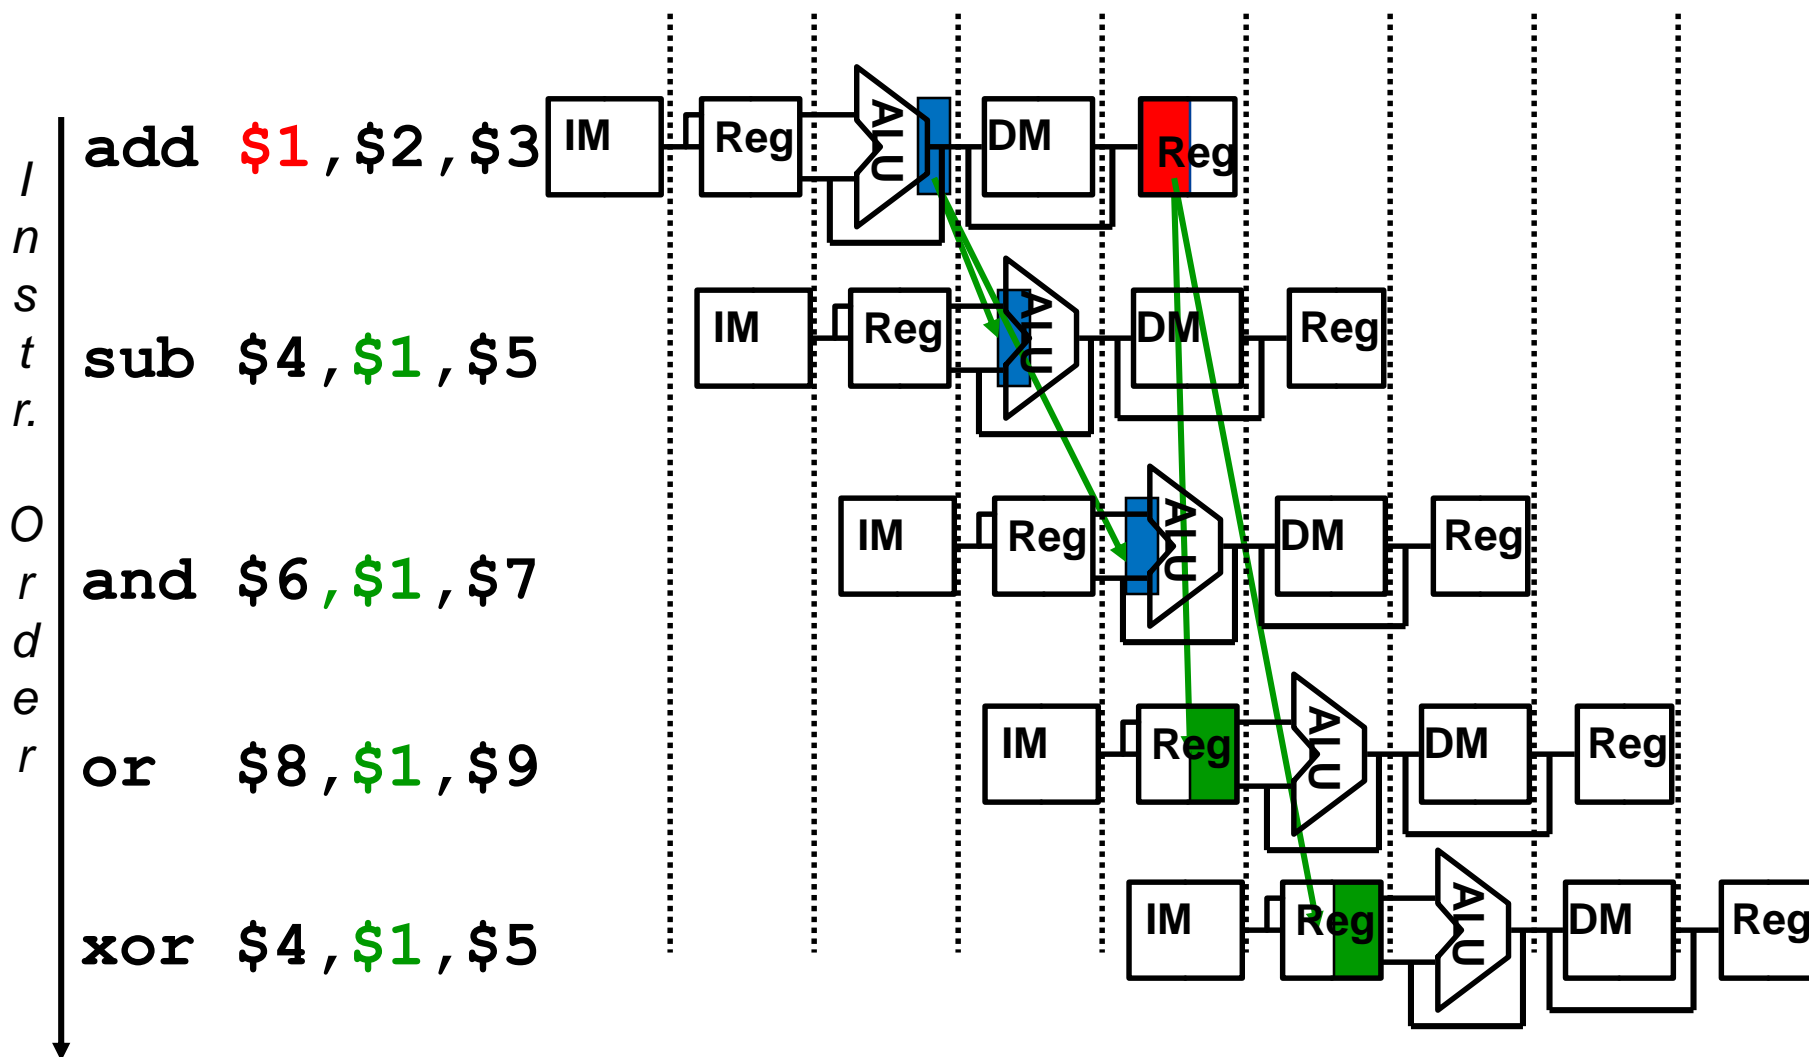 Instr. Order
add $1,$2,$3 IM Reg ALU DM Reg
sub $4,$1,$5 IM Reg ALU DM Reg
and $6,$1,$7 IM Reg ALU DM Reg
or $8,$1,$9 IM Reg ALU DM Reg
xor $4,$1,$5 IM Reg ALU DM Reg